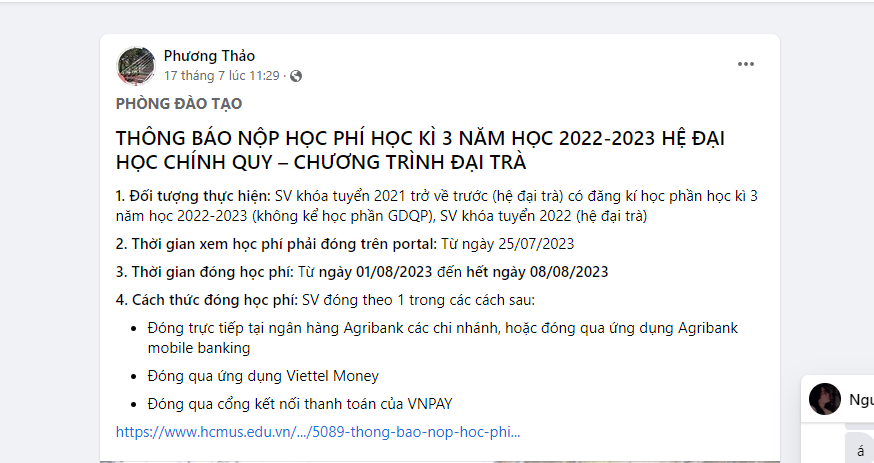 Phương Thảo
17 tháng 7 lúc 11:29 ·
PHÒNG ĐÀO TẠO
THÔNG BÁO NỘP HỌC PHÍ HỌC KÌ 3 NĂM HỌC 2022-2023 HỆ ĐẠI
HỌC CHÍNH QUY – CHƯƠNG TRÌNH ĐẠI TRÀ
1. Đối tượng thực hiện: SV khóa tuyển 2021 trở về trước (hệ đại trà) có đăng kí học phần học kì 3
năm học 2022-2023 (không kể học phần GDQP), SV khóa tuyển 2022 (hệ đại trà)
2. Thời gian xem học phí phải đóng trên portal: Từ ngày 25/07/2023
3. Thời gian đóng học phí: Từ ngày 01/08/2023 đến hết ngày 08/08/2023
4. Cách thức đóng học phí: SV đóng theo 1 trong các cách sau:
• Đóng trực tiếp tại ngân hàng Agribank các chi nhánh, hoặc đóng qua ứng dụng Agribank
mobile banking
• Đóng qua ứng dụng Viettel Money
• Đóng qua cổng kết nối thanh toán của VNPAY
https://www.hcmus.edu.vn/.../5089-thong-bao-nop-hoc-phi...
Ngu
á